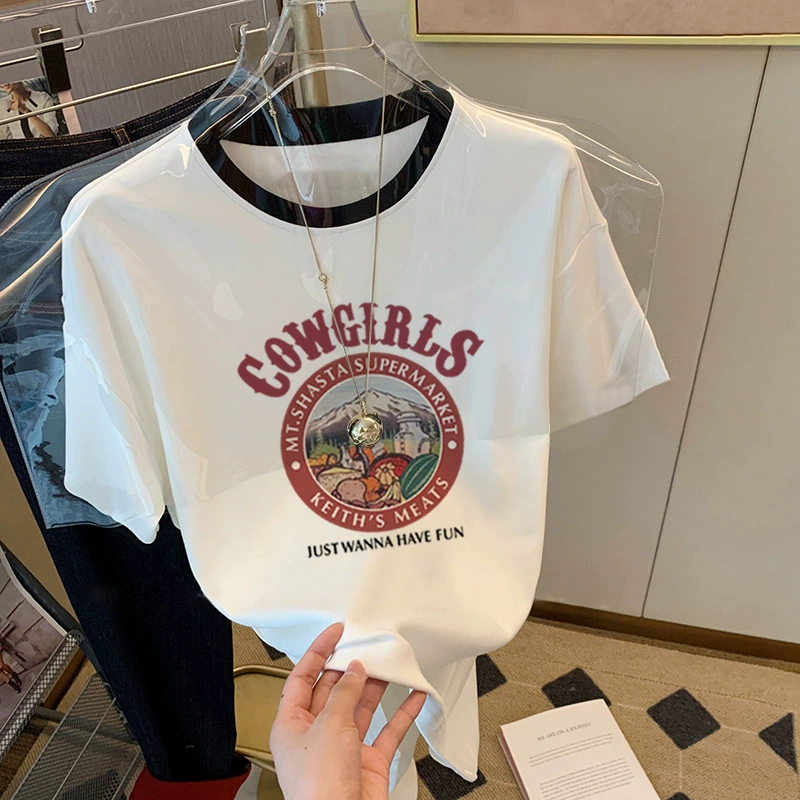 COWGIRLS
MT. SHASTA SUPERMARKET
KEITH'S MEATS
JUST WANNA HAVE FUN
WE ARE ON A JOURNEY